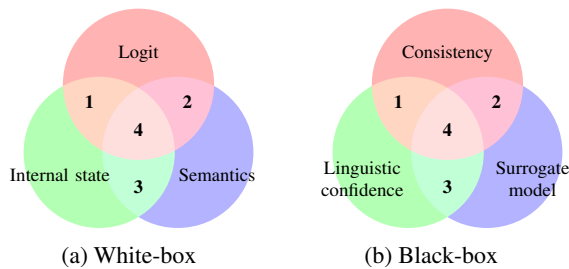 Logit
1
2
4
Internal state
Semantics
3
(a) White-box
Consistency
1
2
4
Linguistic
confidence
Surrogate
model
3
(b) Black-box